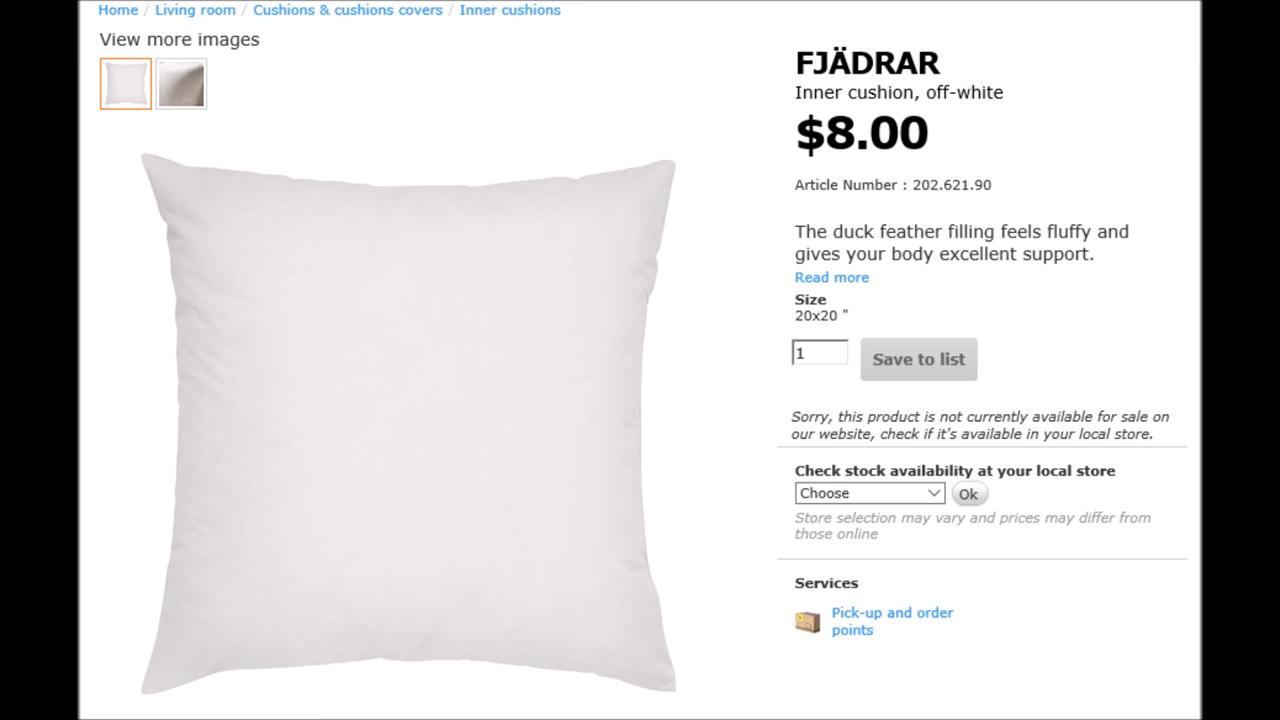 Home / Living room / Cushions & cushions covers / Inner cushions
View more images
FJÄDRAR
Inner cushion, off-white
$8.00
Article Number : 202.621.90
The duck feather filling feels fluffy and
gives your body excellent support.
Read more
Size
20x20 "
1
Save to list
Sorry, this product is not currently available for sale on
our website, check if it's available in your local store.
Check stock availability at your local store
Choose
Ok
Store selection may vary and prices may differ from
those online
Services
Pick-up and order
points